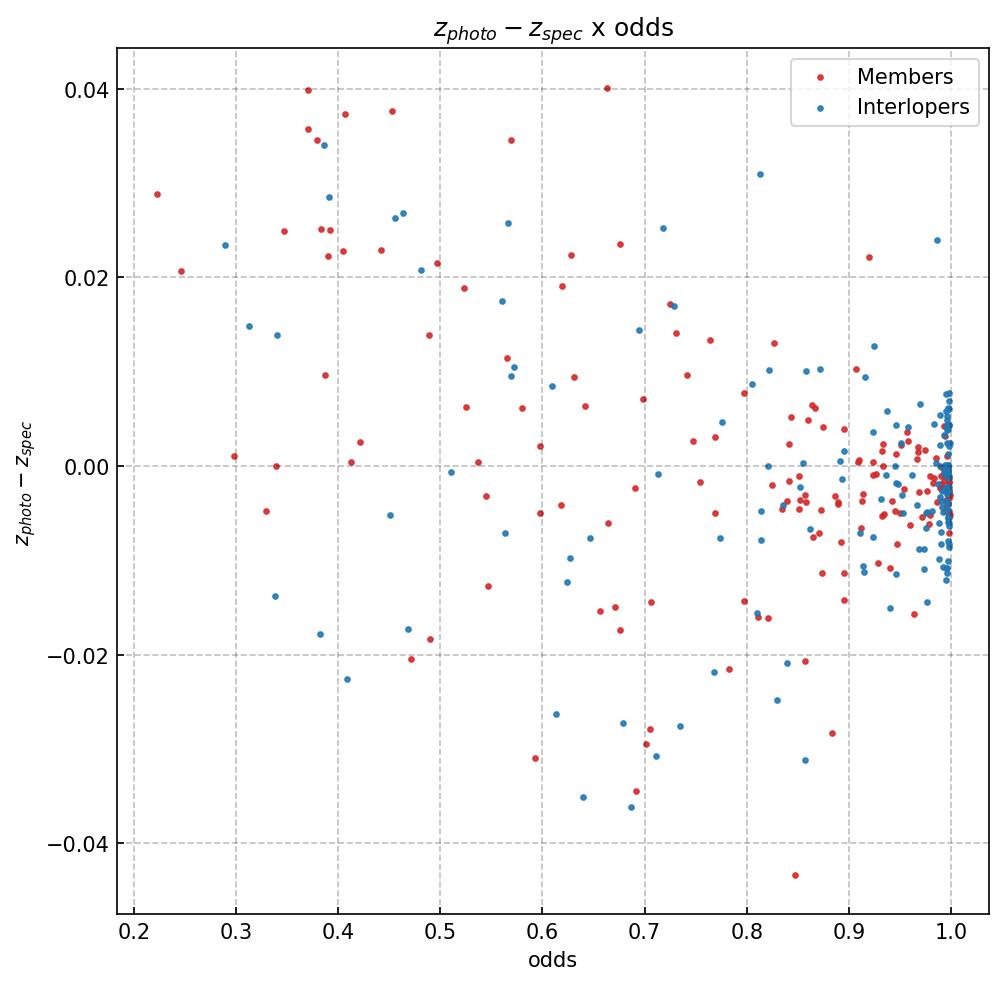 z_photo − z_spec x odds
Members
Interlopers
0.04
0.02
0.00
−0.02
−0.04
z_photo − z_spec
0.2 0.3 0.4 0.5 0.6 0.7 0.8 0.9 1.0
odds